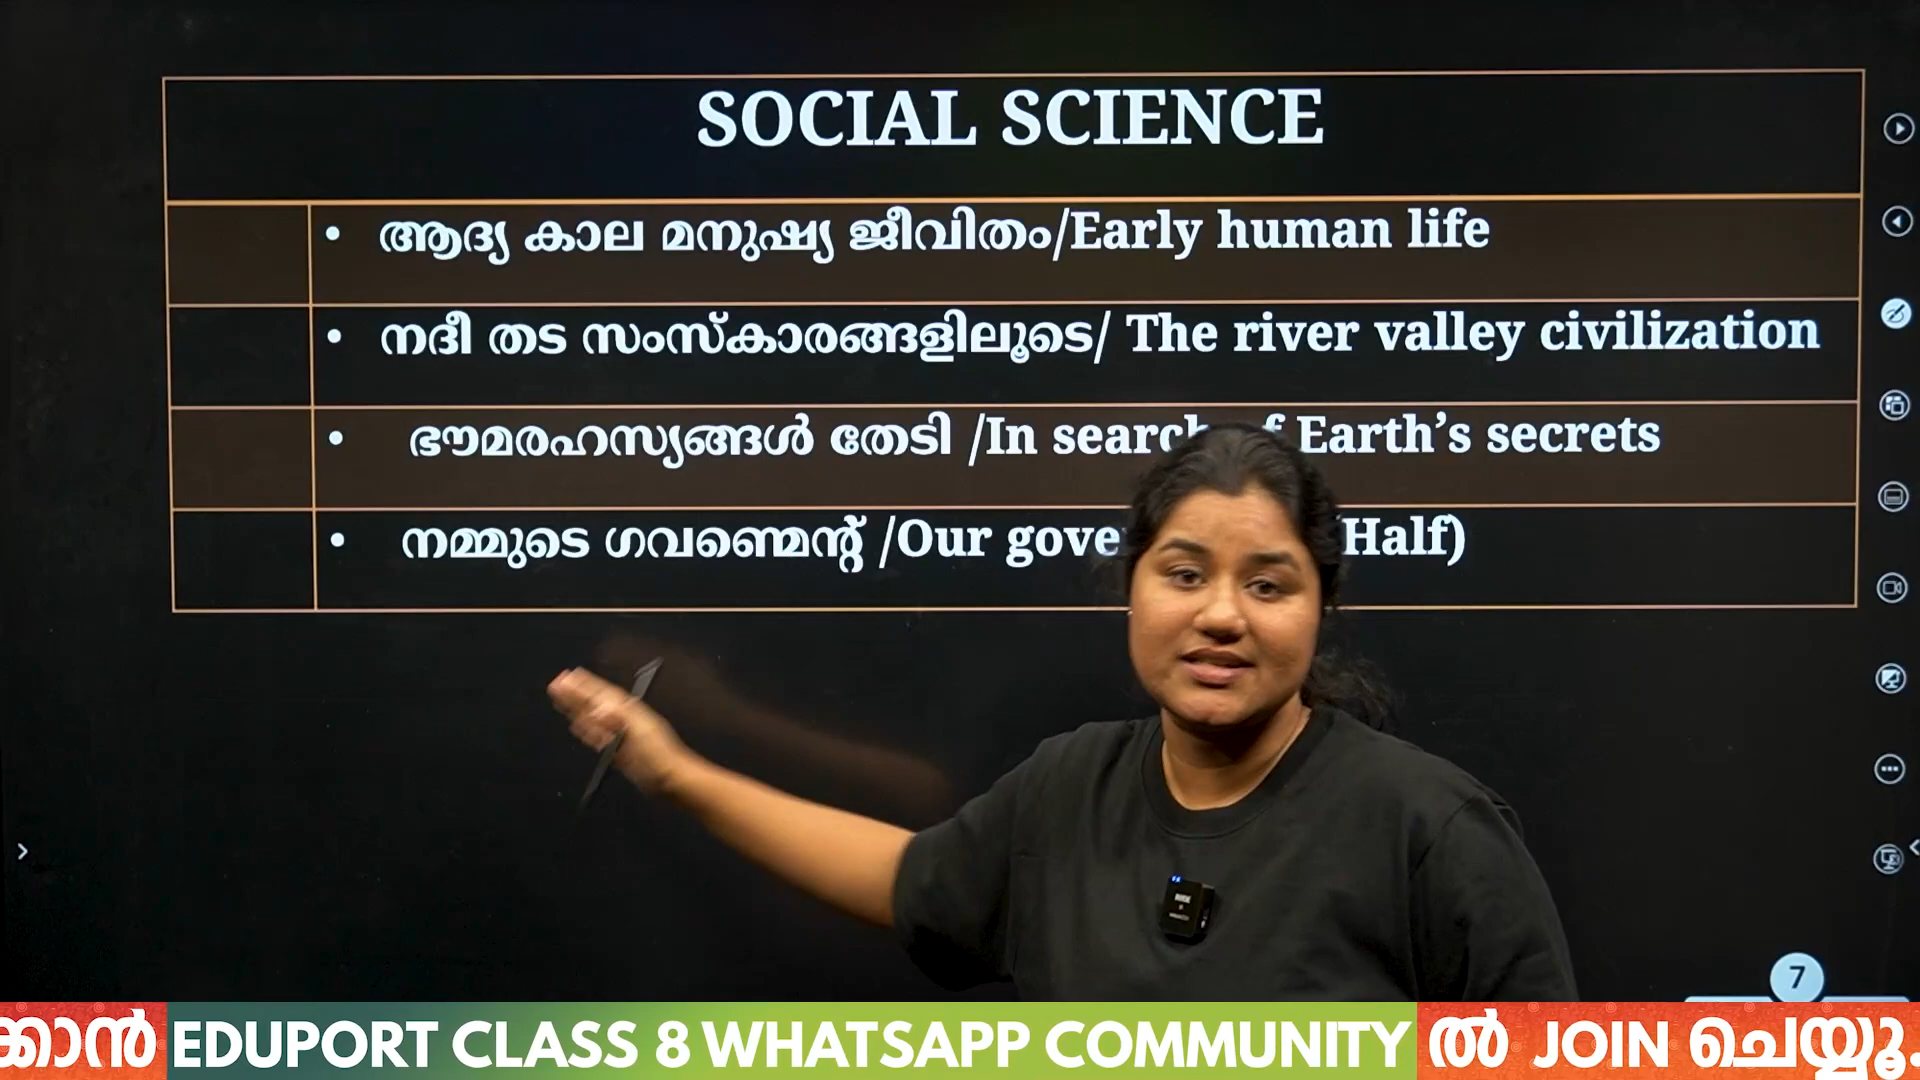 SOCIAL SCIENCE
• ആദ്യ കാല മനുഷ്യ ജീവിതം/Early human life
• നദീ തട സംസ്കാരങ്ങളിലൂടെ/ The river valley civilization
• ഭൗമരഹസ്യങ്ങൾ തേടി /In search of Earth’s secrets
• നമ്മുടെ ഗവണ്മെന്റ് /Our (Half)
7
EDUPORT CLASS 8 WHATSAPP COMMUNITY ൽ JOIN ചെയ്യൂ.